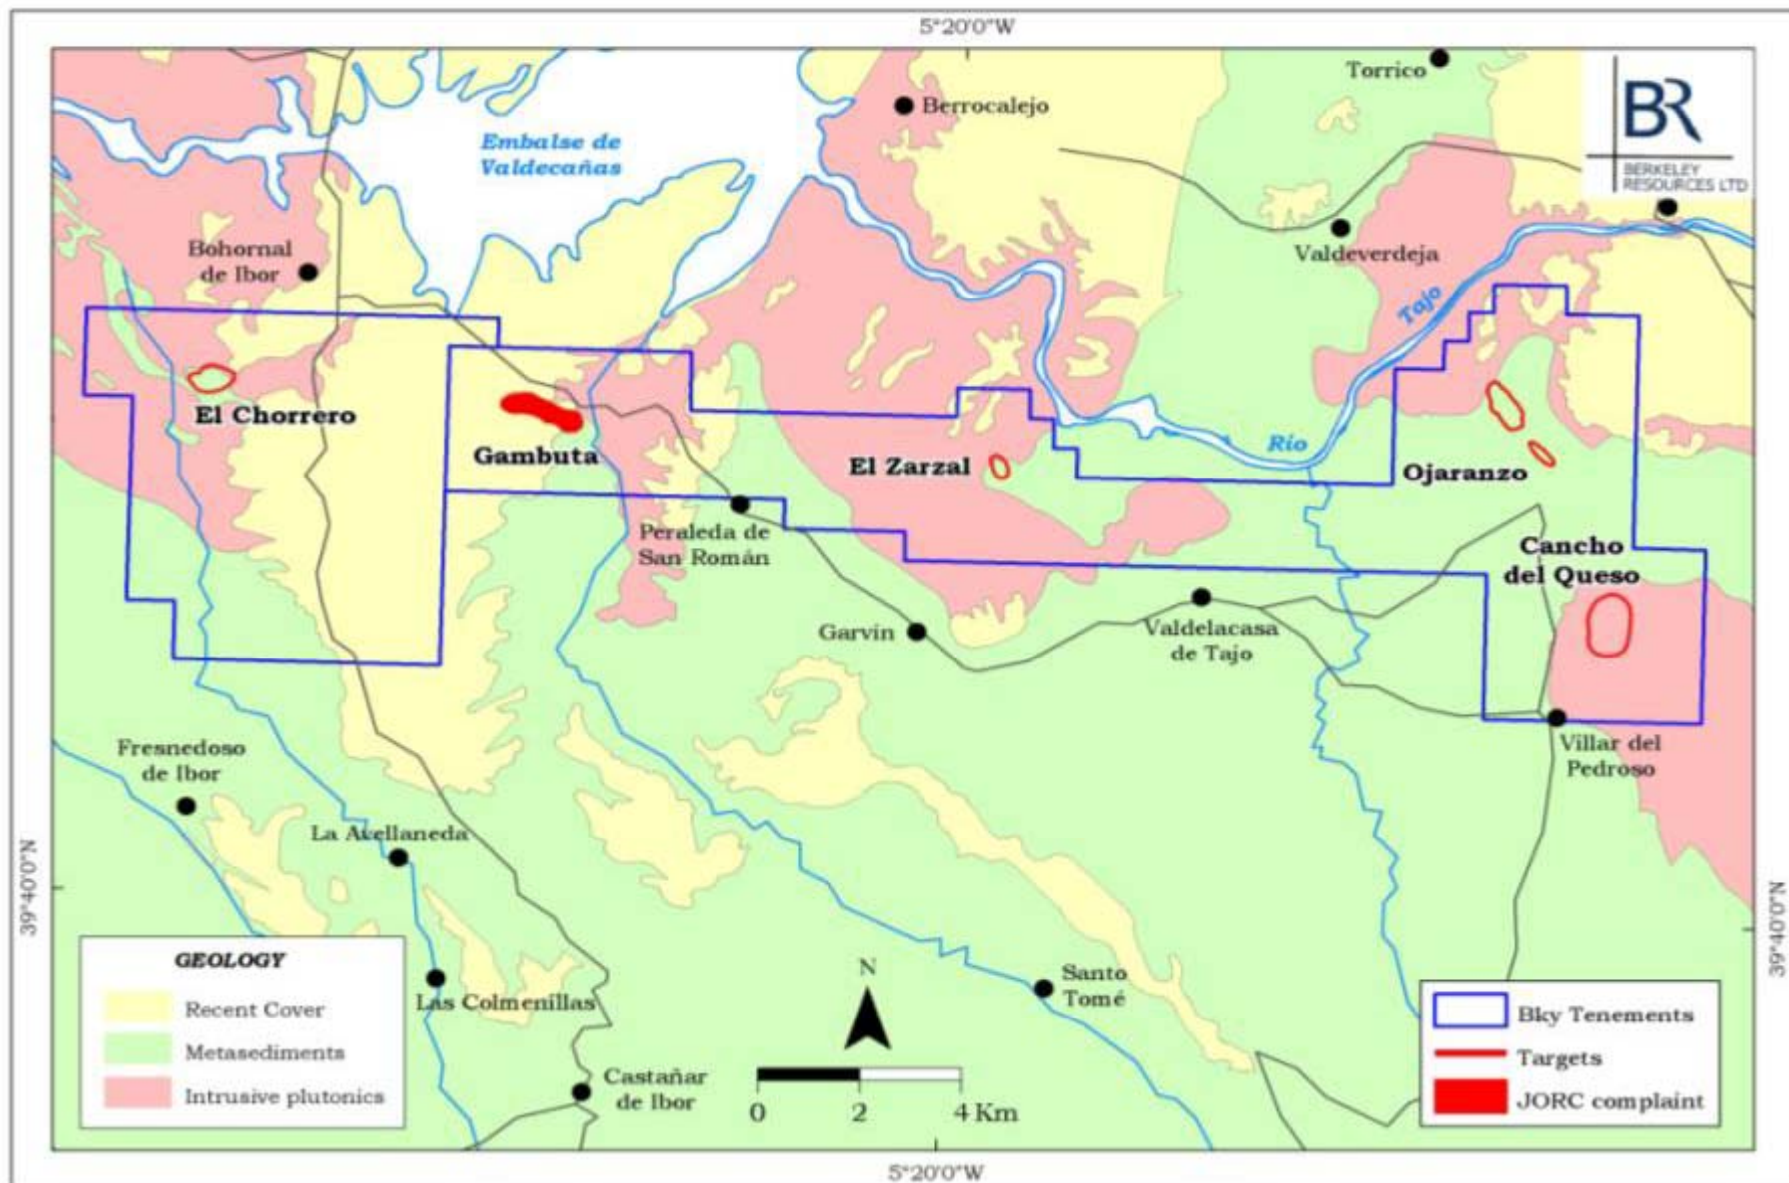 5°20'0"W
Torrico
BR
BERKELEY
RESOURCES LTD
Berrocalejo
Embalse de
Valdecañas
Valdeverdeja
Bohornal
de Ibor
Tajo
El Chorrero
Gambuta
El Zarzal
Río
Ojaranzo
Peraleda de
San Román
Cancho
del Queso
Garvín
Valdelacasa
de Tajo
Villar del
Pedroso
Fresnedoso
de Ibor
La Avellaneda
39°40'0"N
39°40'0"N
GEOLOGY
Recent Cover
Metasediments
Intrusive plutonics
Las Colmenillas
Castañar
de Ibor
N
0 2 4 Km
Santo
Tomé
Bky Tenements
Targets
JORC complaint
5°20'0"W